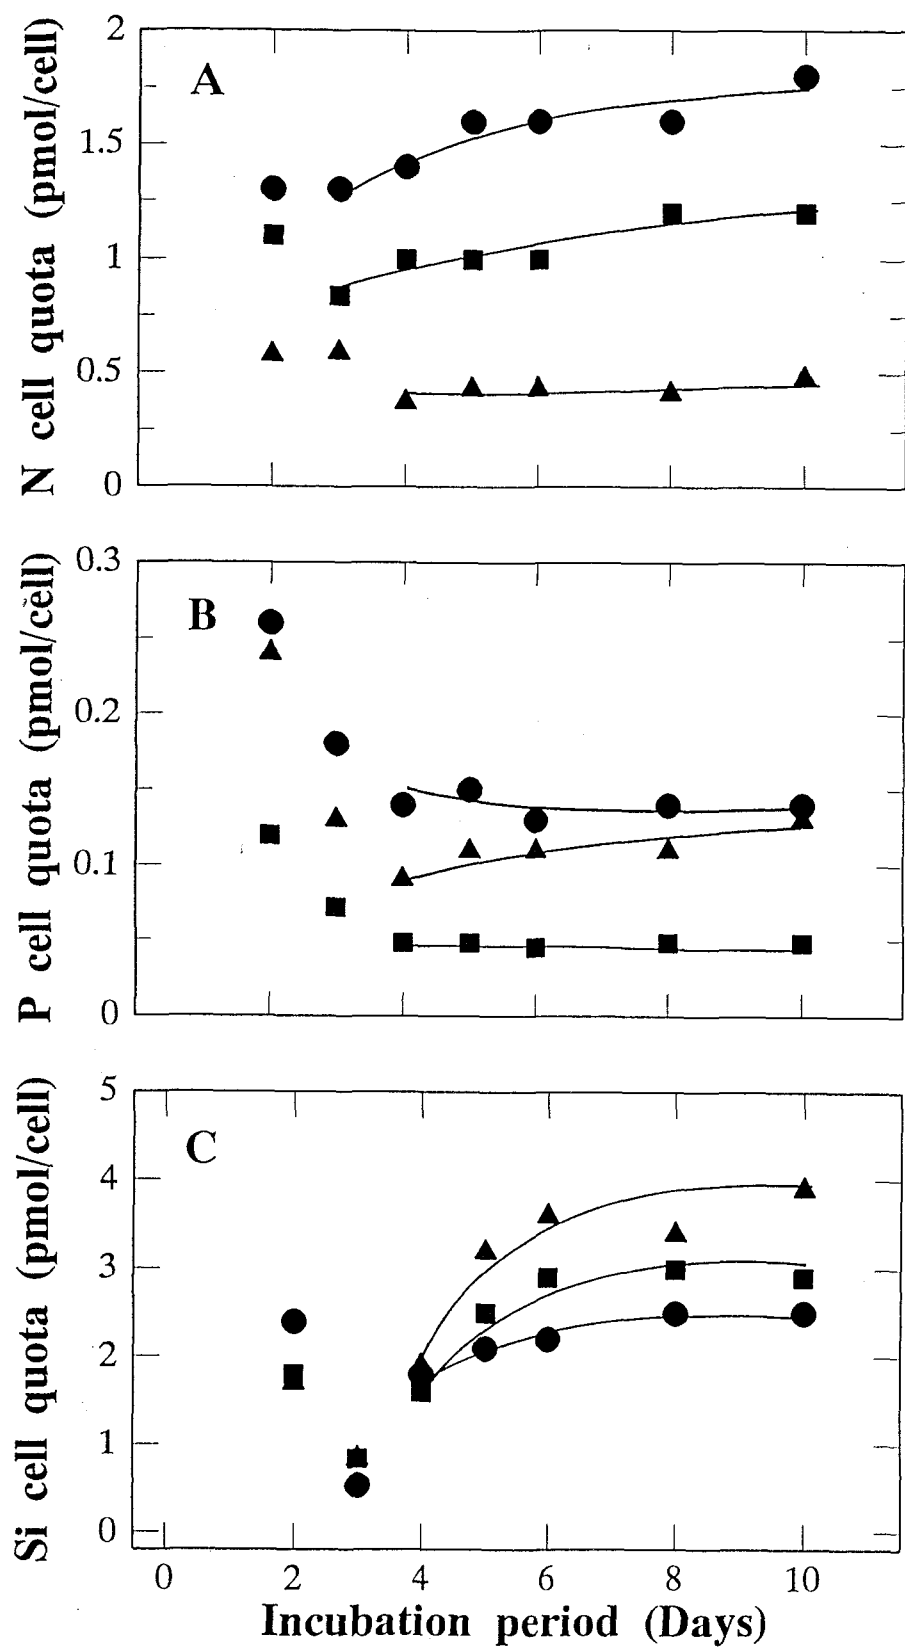 2
A
1.5
1
0.5
0
N cell quota (pmol/cell)
0.3
B
0.2
0.1
0
P cell quota (pmol/cell)
5
C
4
3
2
1
0
Si cell quota (pmol/cell)
0 2 4 6 8 10
Incubation period (Days)